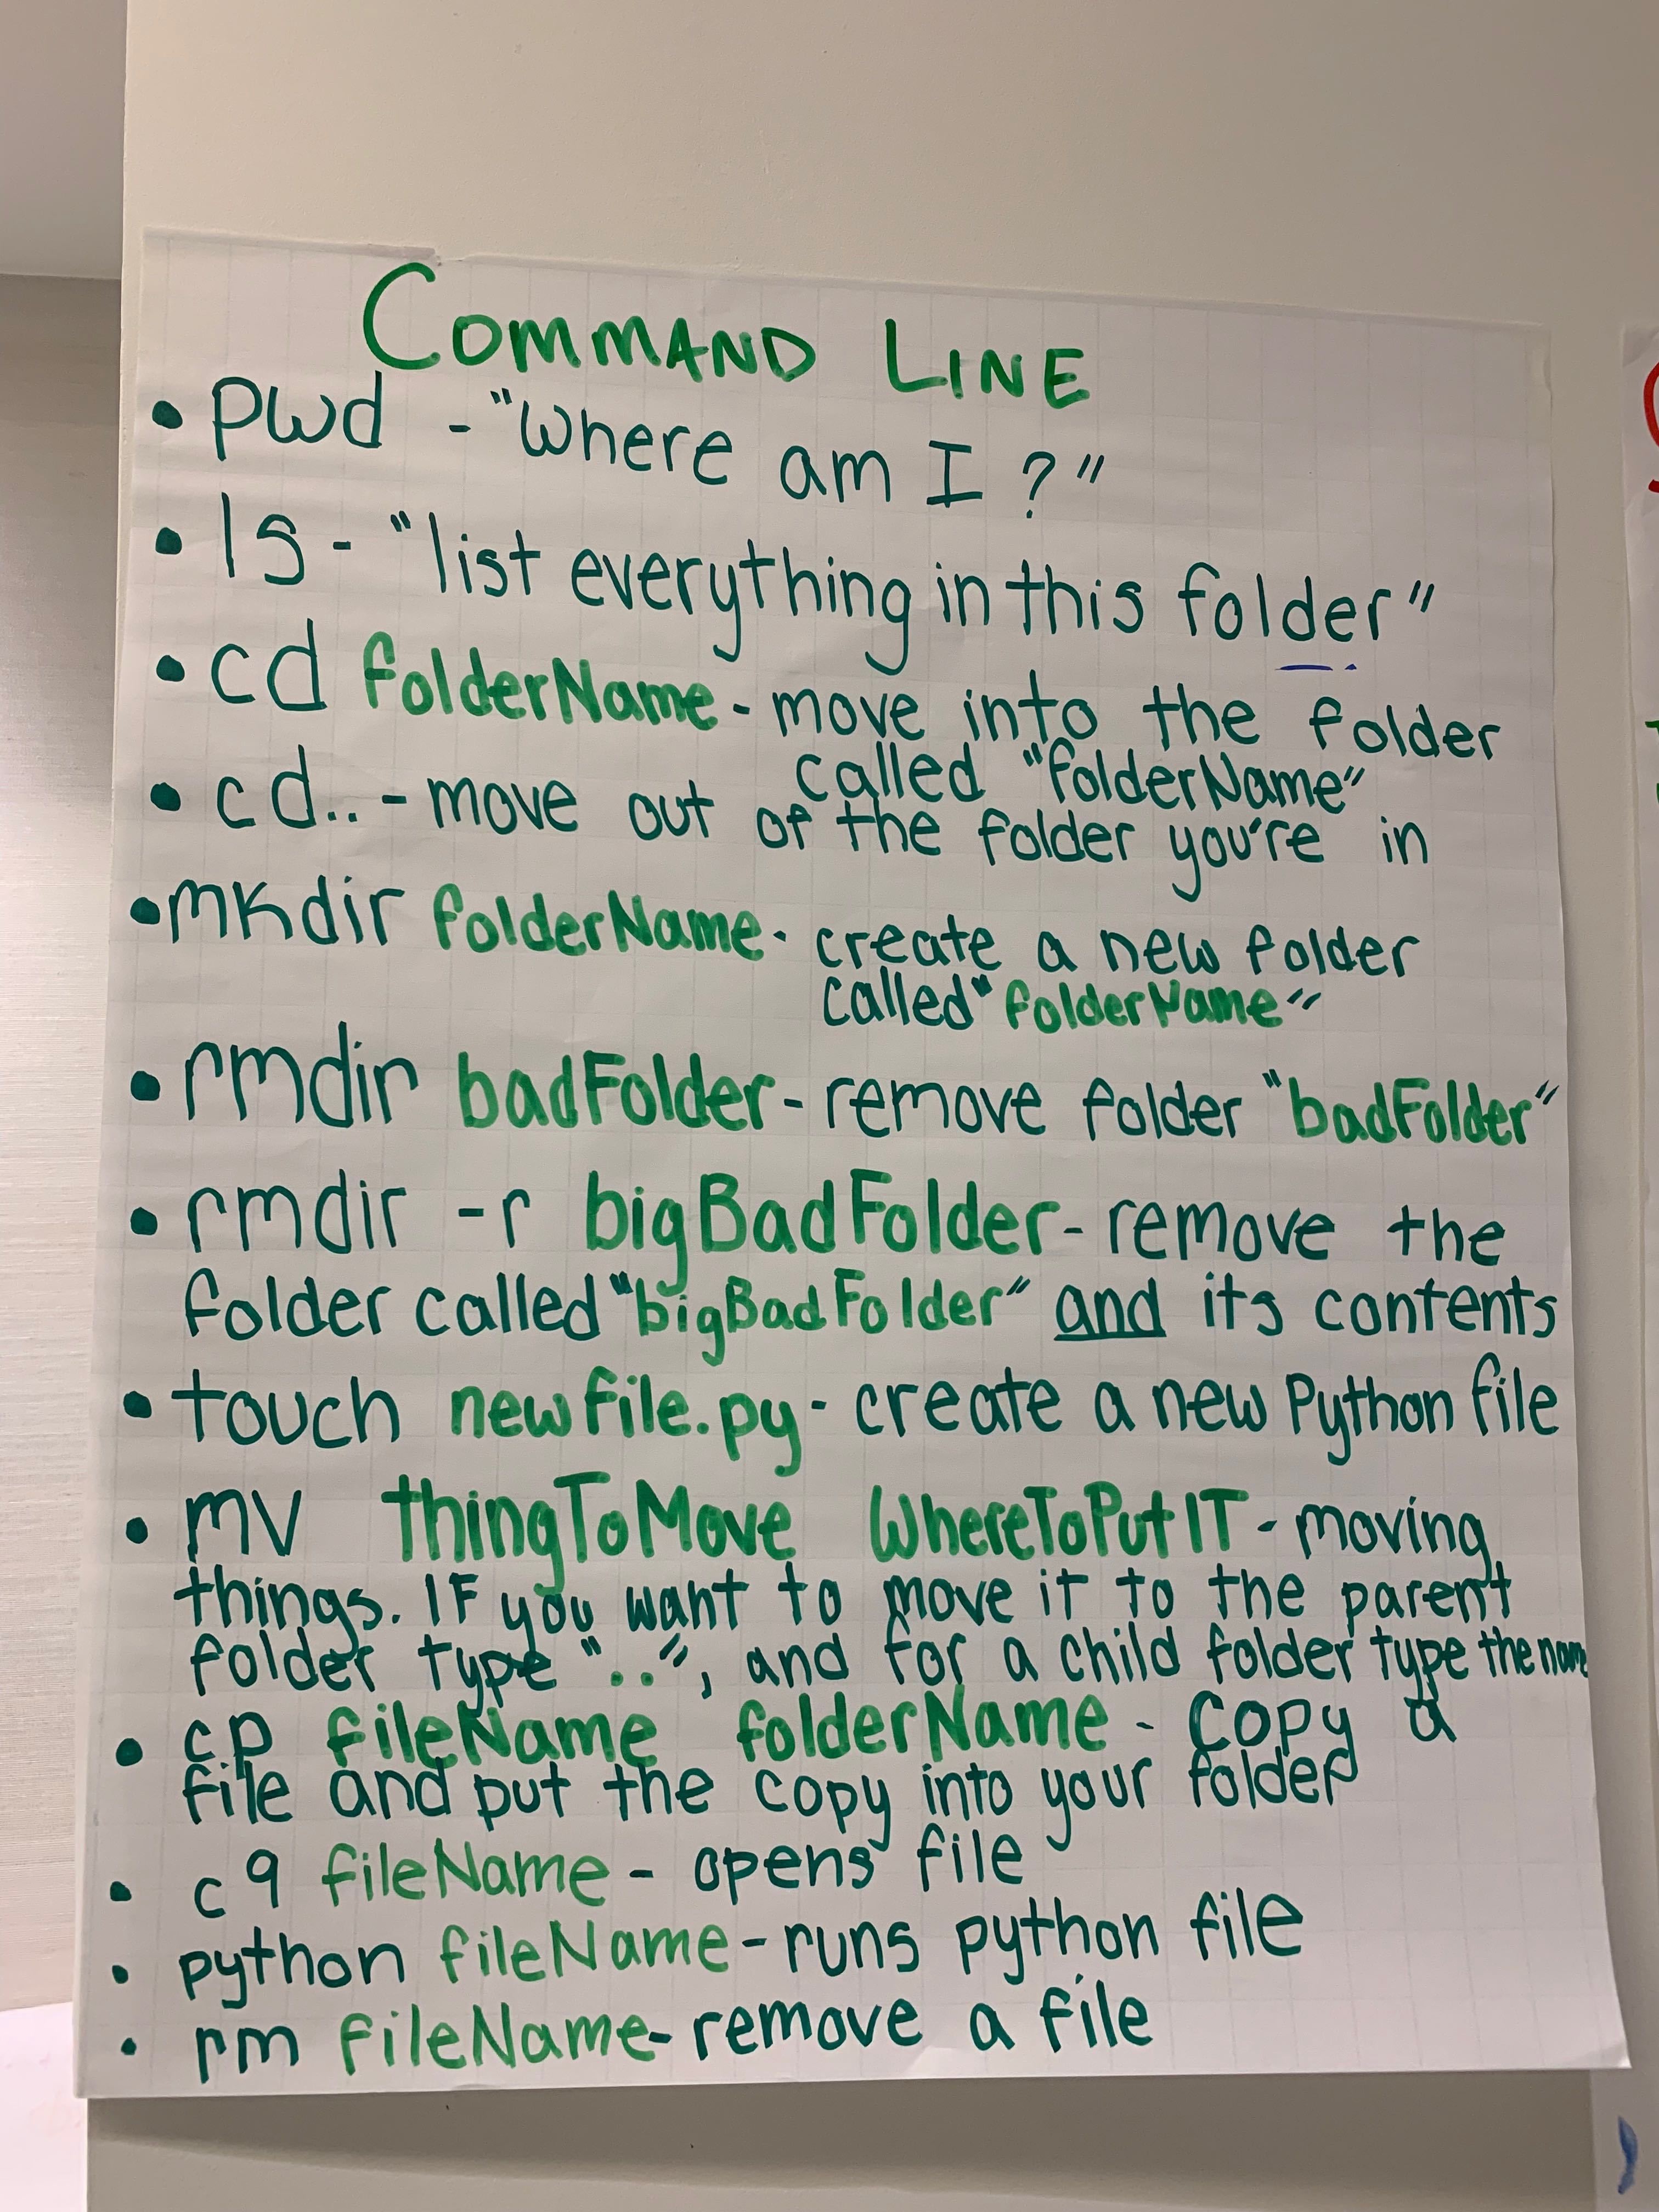 COMMAND LINE
• pwd - "Where am I ?"
• ls - "list everything in this folder"
• cd folderName - move into the folder
called "folderName"
• cd.. - move out of the folder you're in
• mkdir folderName - create a new folder
called "folderName"
• rmdir badFolder - remove folder "badFolder"
• rmdir -r bigBadFolder - remove the
folder called "bigBadFolder" and its contents
• touch newfile.py - create a new Python file
• mv thingToMove WhereToPutIT - moving
things. IF you want to move it to the parent
folder type "..", and for a child folder type the name
• cp fileName folderName - copy a
file and put the copy into your folder
• c9 fileName - opens file
• python fileName - runs python file
• rm fileName - remove a file